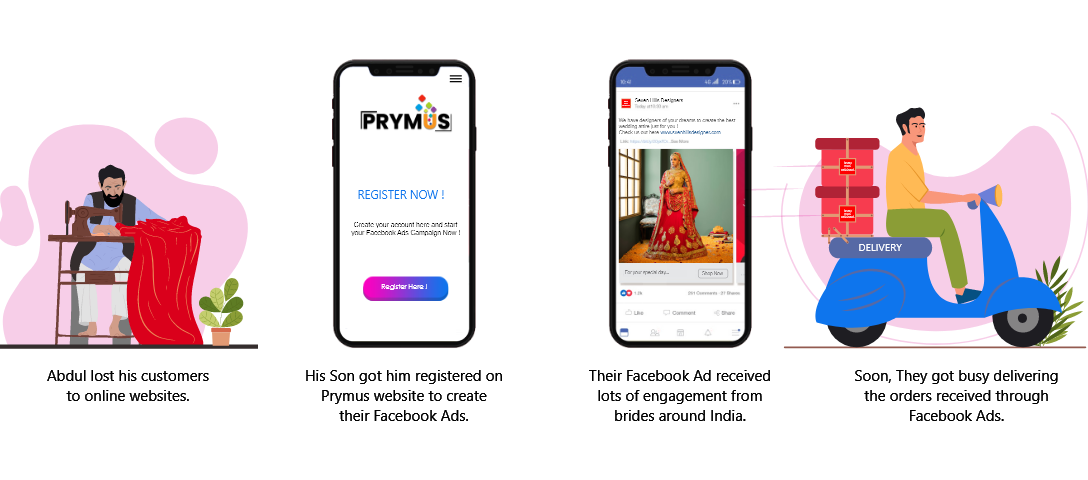 PRYMUS
REGISTER NOW !
Create your account here and start
your Facebook Ads Campaign Now !
Register Here !
Seven Hills Designers
We have designers of your dreams to create the best
wedding attire just for you !
Check us out here www.svenhillsdesigner.com
See More
For your special day....
Shop Now
1.2k
Comments
Shares
Like
Comment
Share
DELIVERY
Abdul lost his customers
to online websites.
His Son got him registered on
Prymus website to create
their Facebook Ads.
Their Facebook Ad received
lots of engagement from
brides around India.
Soon, They got busy delivering
the orders received through
Facebook Ads.